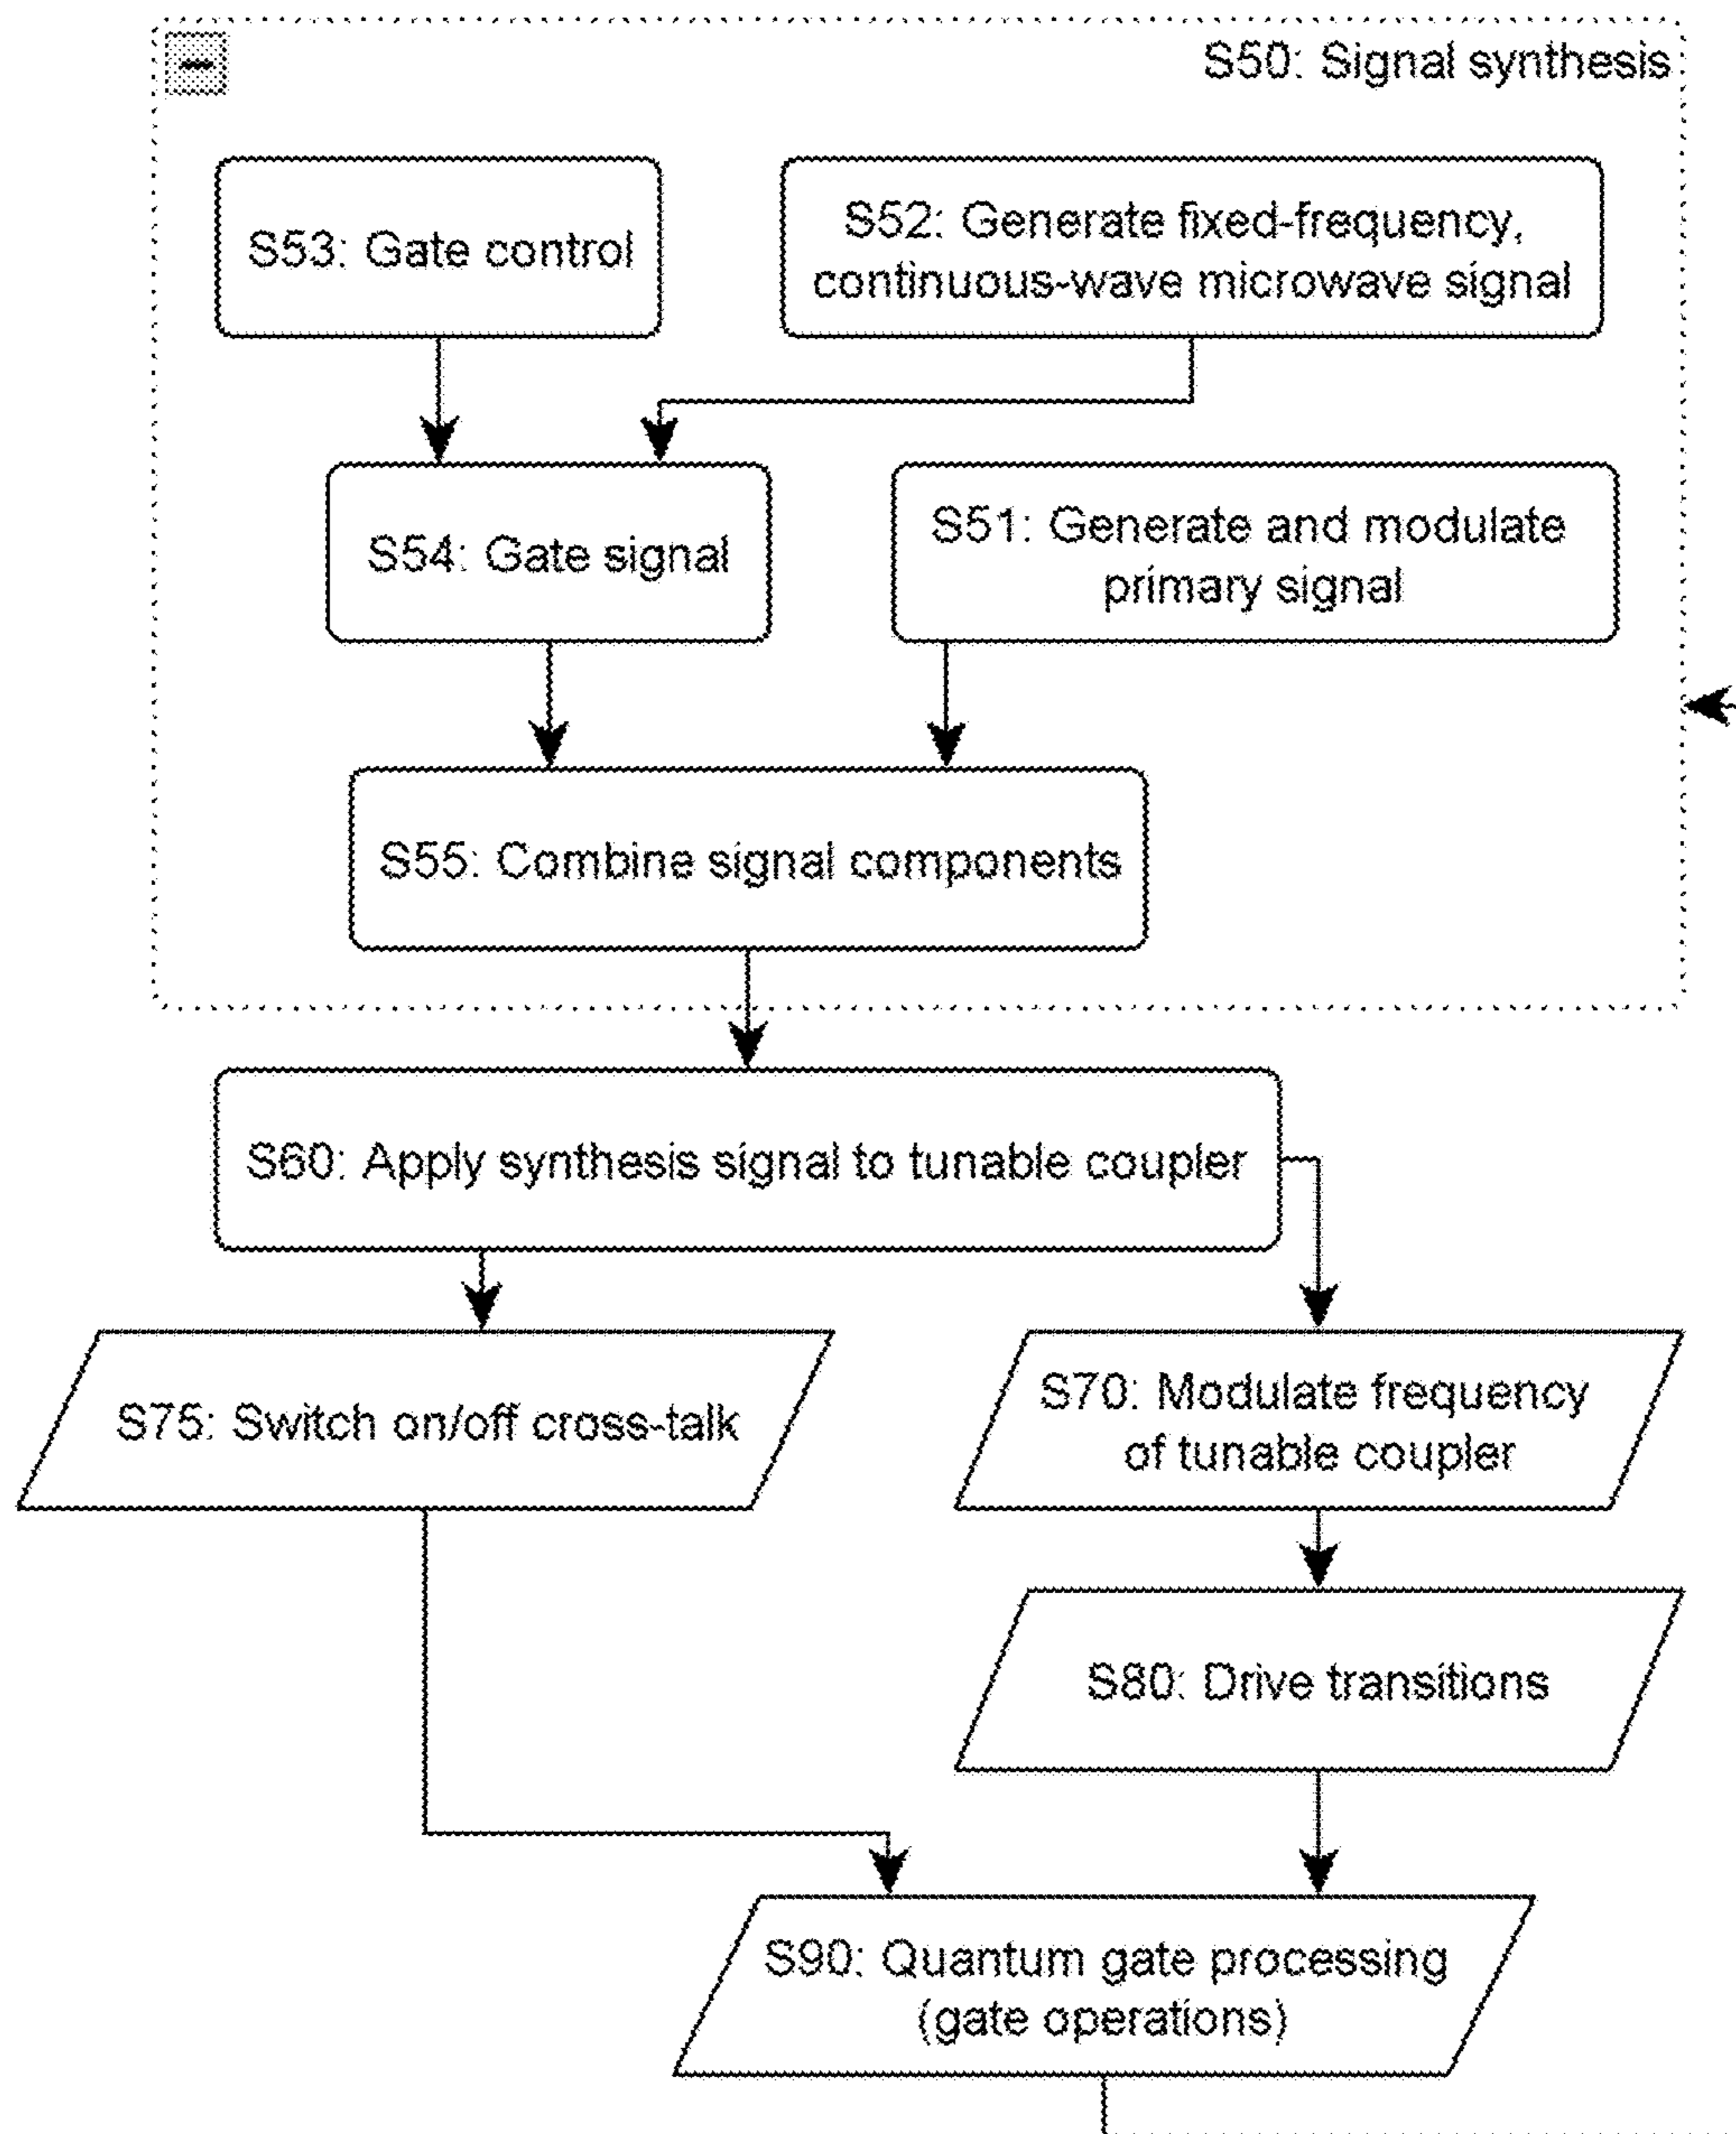 S50: Signal synthesis
S53: Gate control
S52: Generate fixed-frequency,
continuous-wave microwave signal
S54: Gate signal
S51: Generate and modulate
primary signal
S55: Combine signal components
S60: Apply synthesis signal to tunable coupler
S75: Switch on/off cross-talk
S70: Modulate frequency
of tunable coupler
S80: Drive transitions
S90: Quantum gate processing
(gate operations)